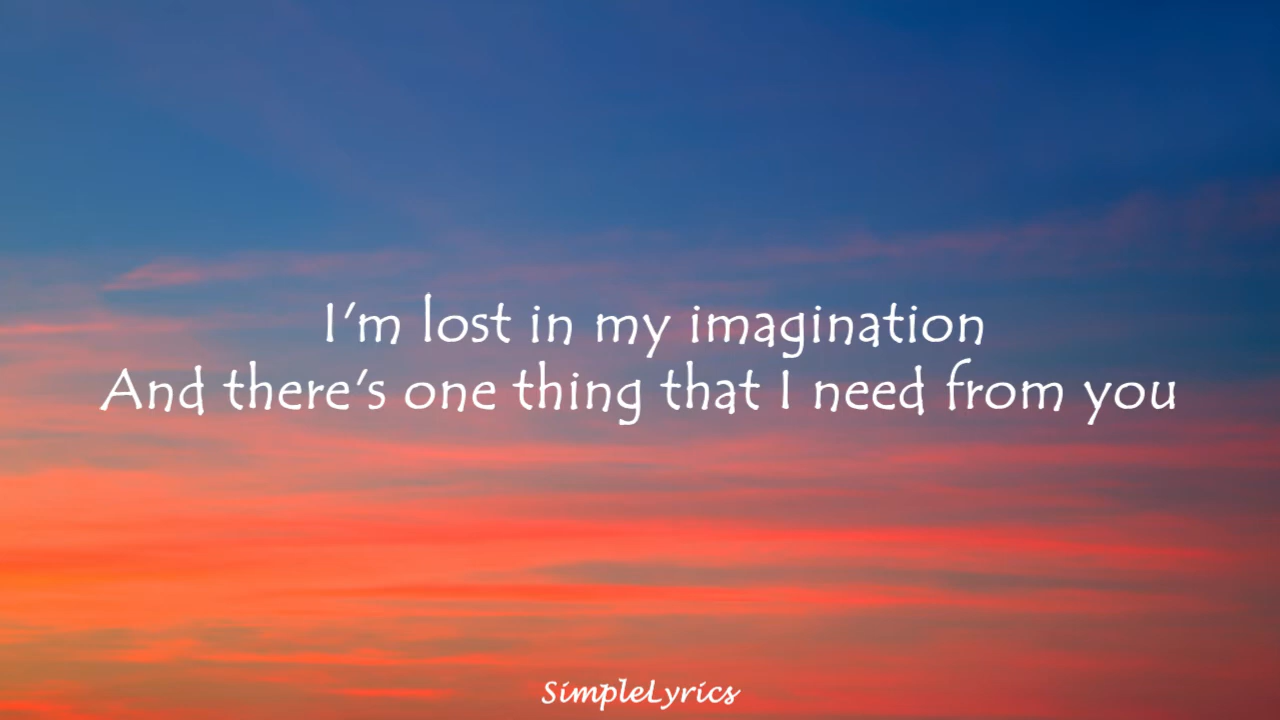 I'm lost in my imagination
And there's one thing that I need from you
SimpleLyrics